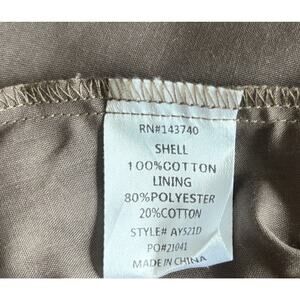 RN#143740
SHELL
100%COTTON
LINING
80%POLYESTER
20%COTTON
STYLE# AY521D
PO#21041
MADE IN CHINA